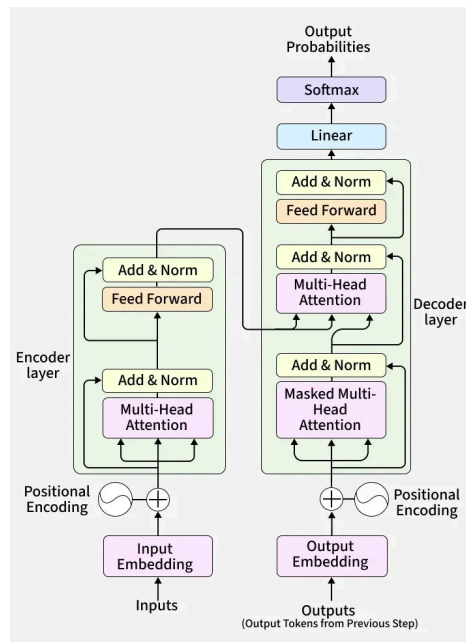 Output
Probabilities
Softmax
Linear
Add & Norm
Feed Forward
Add & Norm
Multi-Head
Attention
Decoder
layer
Add & Norm
Masked Multi-
Head
Attention
Positional
Encoding
Output
Embedding
Outputs
(Output Tokens from Previous Step)
Add & Norm
Feed Forward
Encoder
layer
Add & Norm
Multi-Head
Attention
Positional
Encoding
Input
Embedding
Inputs